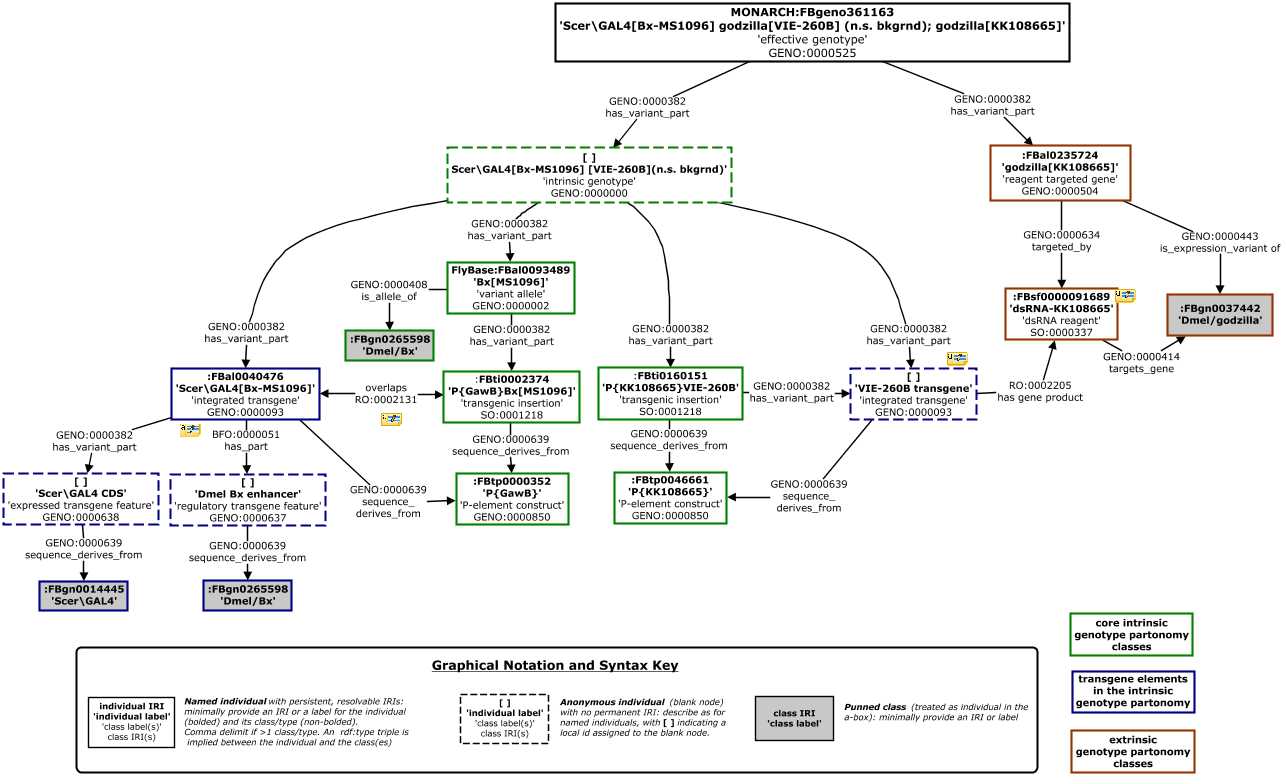 MONARCH:FBgeno361163
'Scer\GAL4[Bx-MS1096] godzilla[VIE-260B] (n.s. bkgrnd); godzilla[KK108665]'
'effective genotype'
GENO:0000525
GENO:0000382
has_variant_part
GENO:0000382
has_variant_part
[ ]
Scer\GAL4[Bx-MS1096] [VIE-260B](n.s. bkgrnd)'
'intrinsic genotype'
GENO:0000000
:FBal0235724
'godzilla[KK108665]'
'reagent targeted gene'
GENO:0000504
GENO:0000382
has_variant_part
GENO:0000634
targeted_by
GENO:0000443
is_expression_variant of
FlyBase:FBal0093489
'Bx[MS1096]'
'variant allele'
GENO:0000002
GENO:0000408
is_allele_of
:FBgn0265598
'Dmel/Bx'
:FBsf0000091689
'dsRNA-KK108665'
'dsRNA reagent'
SO:0000337
:FBgn0037442
'Dmel/godzilla'
GENO:0000382
has_variant_part
GENO:0000382
has_variant_part
GENO:0000382
has_variant_part
GENO:0000382
has_variant_part
GENO:0000414
targets_gene
:FBal0040476
'Scer\GAL4[Bx-MS1096]'
'integrated transgene'
GENO:0000093
overlaps
RO:0002131
:FBti0002374
'P{GawB}Bx[MS1096]'
'transgenic insertion'
SO:0001218
:FBti0160151
'P{KK108665}VIE-260B'
'transgenic insertion'
SO:0001218
GENO:0000382
has_variant_part
[ ]
'VIE-260B transgene'
'integrated transgene'
GENO:0000093
RO:0002205
has gene product
GENO:0000382
has_variant_part
BFO:0000051
has_part
GENO:0000639
sequence_derives_from
GENO:0000639
sequence_derives_from
[ ]
'Scer\GAL4 CDS'
'expressed transgene feature'
GENO:0000638
[ ]
'Dmel Bx enhancer'
'regulatory transgene feature'
GENO:0000637
GENO:0000639
sequence_
derives_from
:FBtp0000352
'P{GawB}'
'P-element construct'
GENO:0000850
:FBtp0046661
'P{KK108665}'
'P-element construct'
GENO:0000850
GENO:0000639
sequence_
derives_from
GENO:0000639
sequence_derives_from
GENO:0000639
sequence_derives_from
:FBgn0014445
'Scer\GAL4'
:FBgn0265598
'Dmel/Bx'
Graphical Notation and Syntax Key
individual IRI
'individual label'
'class label(s)'
class IRI(s)
Named individual with persistent, resolvable IRIs:
minimally provide an IRI or a label for the individual
(bolded) and its class/type (non-bolded).
Comma delimit if >1 class/type. An rdf:type triple is
implied between the individual and the class(es)
[ ]
'individual label'
'class label(s)'
class IRI(s)
Anonymous individual (blank node)
with no permanent IRI: describe as for
named individuals, with [ ] indicating a
local id assigned to the blank node.
class IRI
'class label'
Punned class (treated as individual in the
a-box): minimally provide an IRI or label
core intrinsic
genotype partonomy
classes
transgene elements
in the intrinsic
genotype partonomy
extrinsic
genotype partonomy
classes